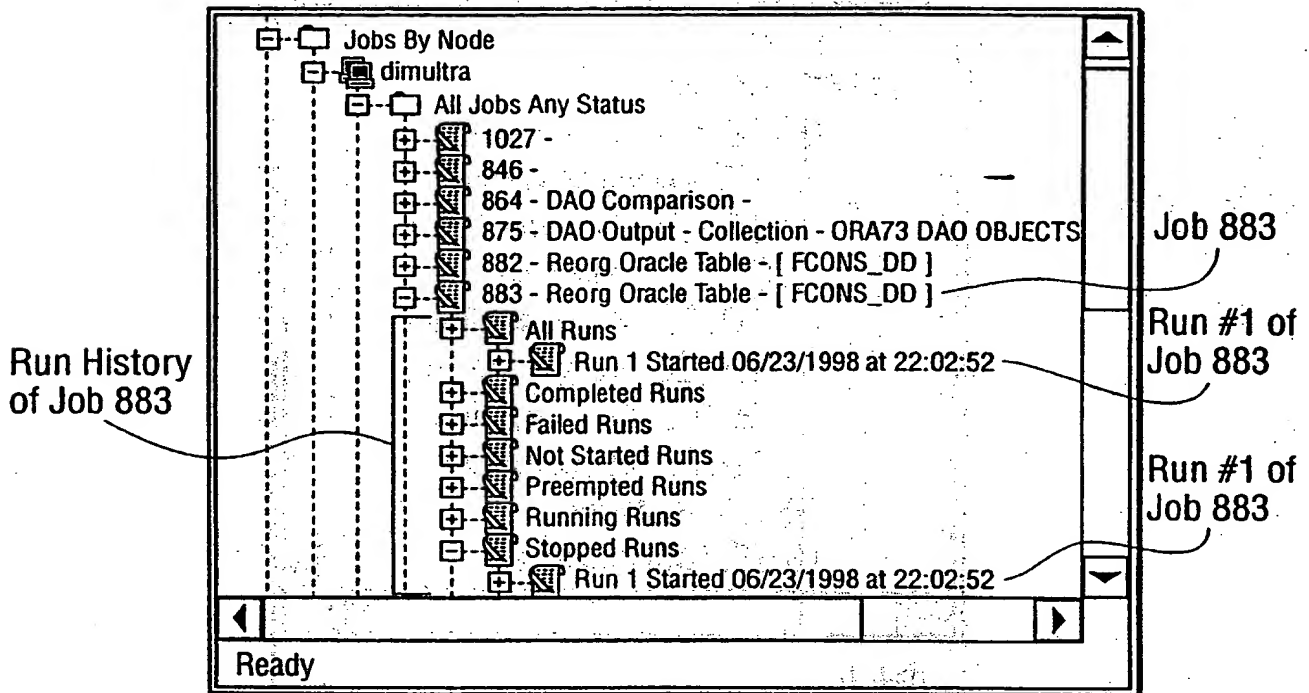 Jobs By Node
dimultra
All Jobs Any Status
1027 -
846 -
864 - DAO Comparison -
875 - DAO Output - Collection - ORA73 DAO OBJECTS
882 - Reorg Oracle Table - [ FCONS_DD ]
883 - Reorg Oracle Table - [ FCONS_DD ]
All Runs
Run 1 Started 06/23/1998 at 22:02:52
Completed Runs
Failed Runs
Not Started Runs
Preempted Runs
Running Runs
Stopped Runs
Run 1 Started 06/23/1998 at 22:02:52
Ready
Run History
of Job 883
Job 883
Run #1 of
Job 883
Run #1 of
Job 883